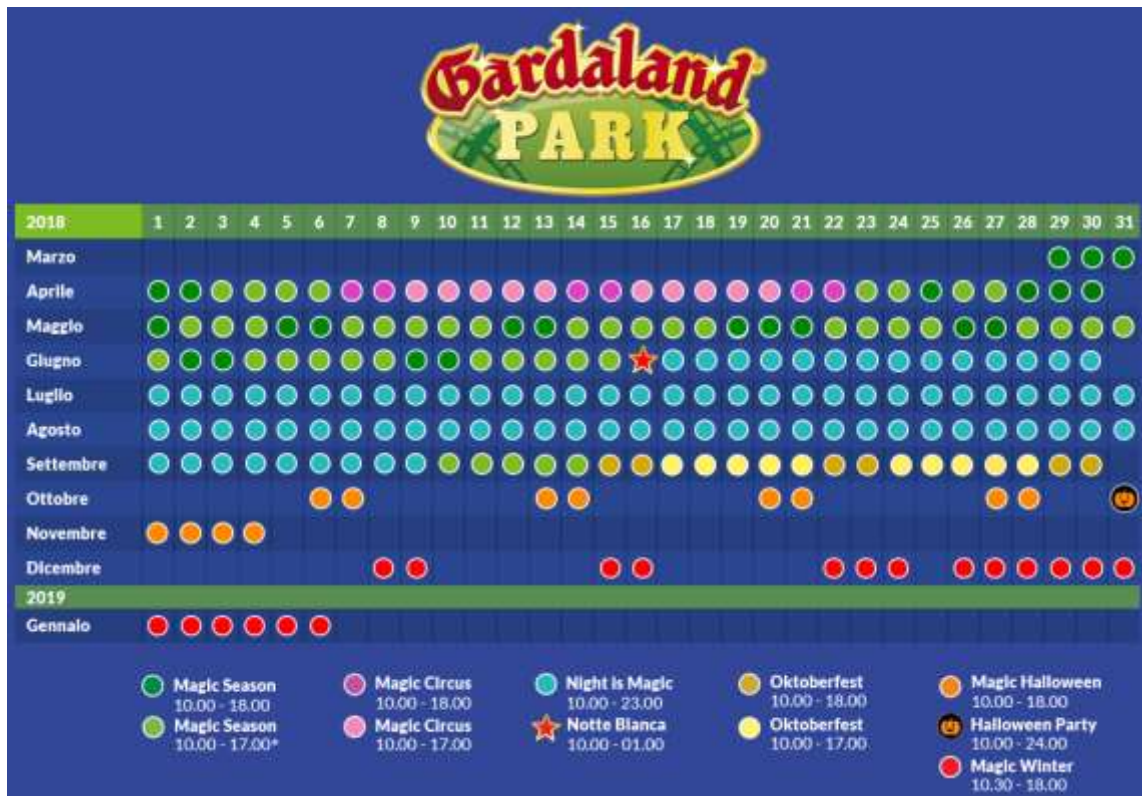 Gardaland®
PARK
2018 1 2 3 4 5 6 7 8 9 10 11 12 13 14 15 16 17 18 19 20 21 22 23 24 25 26 27 28 29 30 31
Marzo
Aprile
Maggio
Giugno
Luglio
Agosto
Settembre
Ottobre
Novembre
Dicembre
2019
Gennaio
Magic Season
10.00 - 18.00
Magic Season
10.00 - 17.00*
Magic Circus
10.00 - 18.00
Magic Circus
10.00 - 17.00
Night is Magic
10.00 - 23.00
Notte Bianca
10.00 - 01.00
Oktoberfest
10.00 - 18.00
Oktoberfest
10.00 - 17.00
Magic Halloween
10.00 - 18.00
Halloween Party
10.00 - 24.00
Magic Winter
10.30 - 18.00